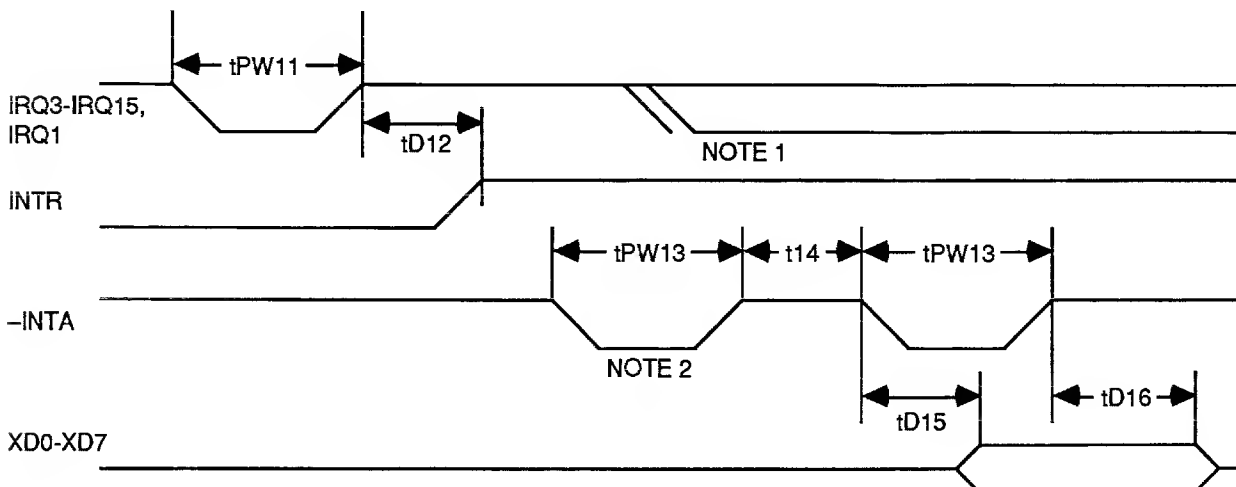 tPW11
IRQ3-IRQ15,
IRQ1
tD12
NOTE 1
INTR
tPW13
t14
tPW13
–INTA
NOTE 2
tD15
tD16
XD0-XD7